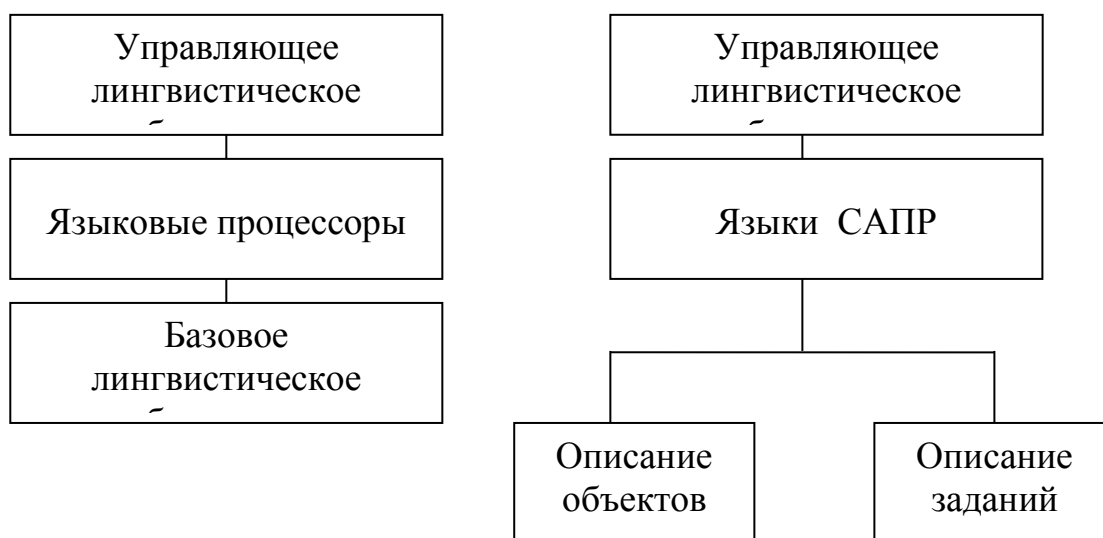 Управляющее
лингвистическое
Языковые процессоры
Базовое
лингвистическое
Управляющее
лингвистическое
Языки САПР
Описание
объектов
Описание
заданий